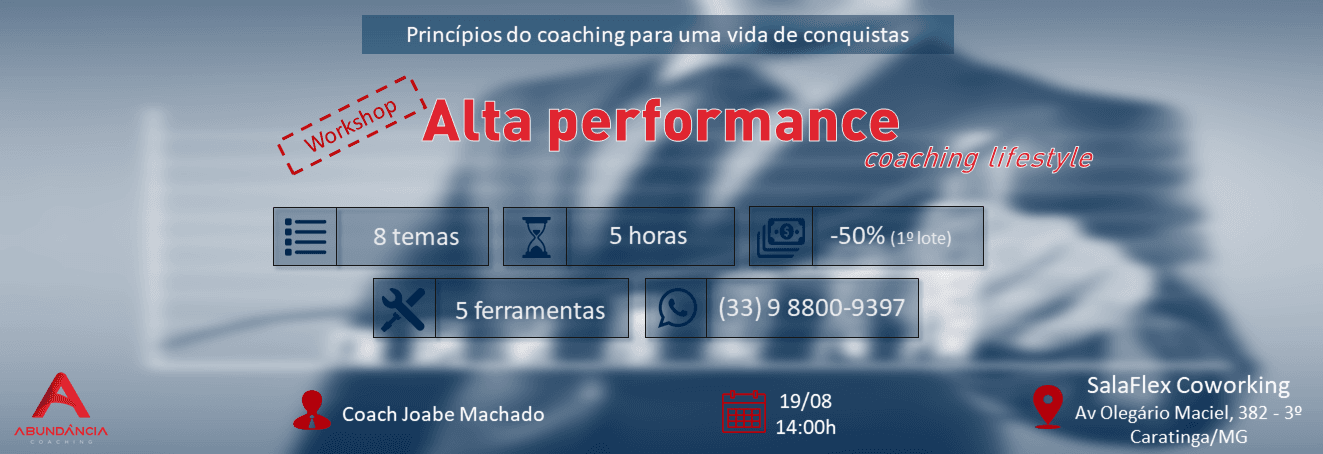 Princípios do coaching para uma vida de conquistas
Workshop
Alta performance
coaching lifestyle
8 temas
5 horas
-50% (1º lote)
5 ferramentas
(33) 9 8800-9397
ABUNDÂNCIA
COACHING
Coach Joabe Machado
19/08
14:00h
SalaFlex Coworking
Av Olegário Maciel, 382 - 3º
Caratinga/MG